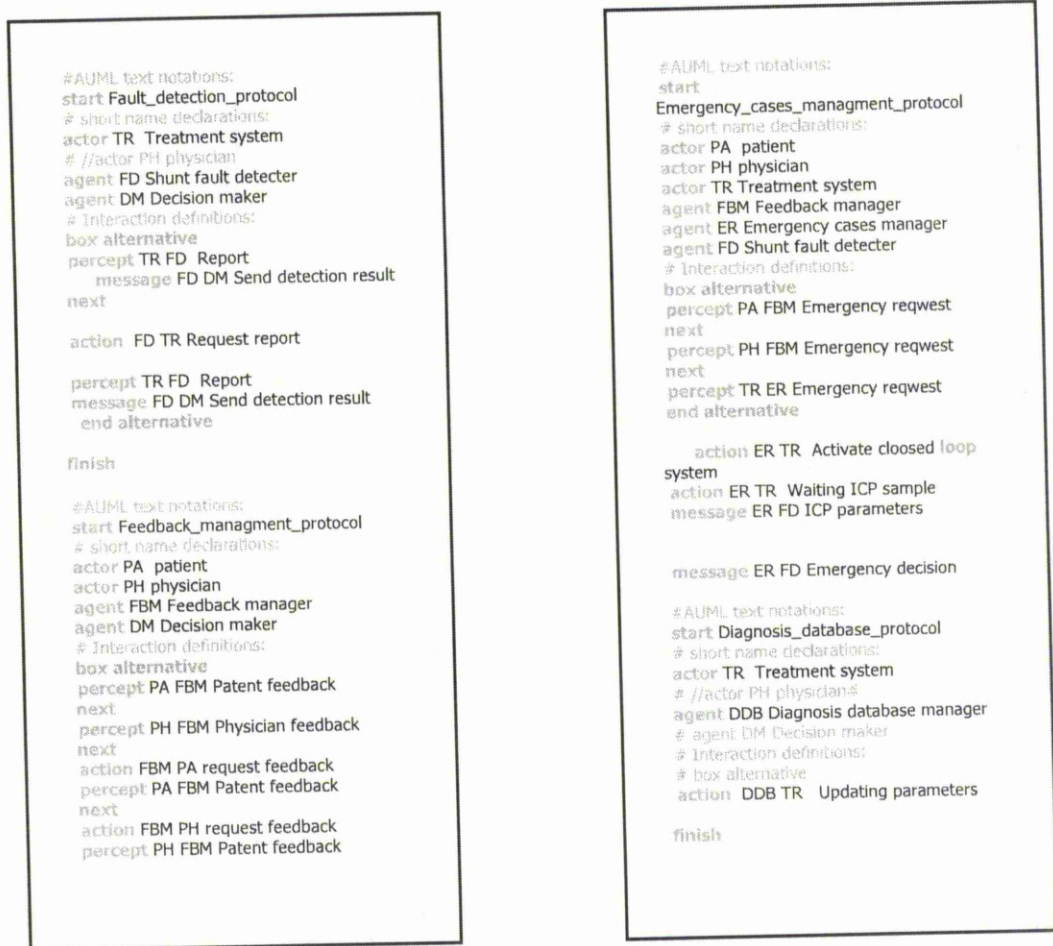 #AUML text notations:
start Fault_detection_protocol
# short name declarations:
actor TR  Treatment system
# //actor PH physician
agent FD Shunt fault detecter
agent DM Decision maker
# Interaction definitions:
box alternative
percept TR FD  Report
message FD DM Send detection result
next
action  FD TR Request report
percept TR FD  Report
message FD DM Send detection result
end alternative
finish
#AUML text notations:
start Feedback_managment_protocol
# short name declarations:
actor PA  patient
actor PH physician
agent FBM Feedback manager
agent DM Decision maker
# Interaction definitions:
box alternative
percept PA FBM Patent feedback
next
percept PH FBM Physician feedback
next
action FBM PA request feedback
percept PA FBM Patent feedback
next
action FBM PH request feedback
percept PH FBM Patent feedback
#AUML text notations:
start
Emergency_cases_managment_protocol
# short name declarations:
actor PA  patient
actor PH physician
actor TR Treatment system
agent FBM Feedback manager
agent ER Emergency cases manager
agent FD Shunt fault detecter
# Interaction definitions:
box alternative
percept PA FBM Emergency reqwest
next
percept PH FBM Emergency reqwest
next
percept TR ER Emergency reqwest
end alternative
action ER TR  Activate cloosed loop
system
action ER TR  Waiting ICP sample
message ER FD ICP parameters
message ER FD Emergency decision
#AUML text notations:
start Diagnosis_database_protocol
# short name declarations:
actor TR  Treatment system
# //actor PH physician#
agent DDB Diagnosis database manager
# agent DM Decision maker
# Interaction definitions:
# box alternative
action  DDB TR   Updating parameters
finish